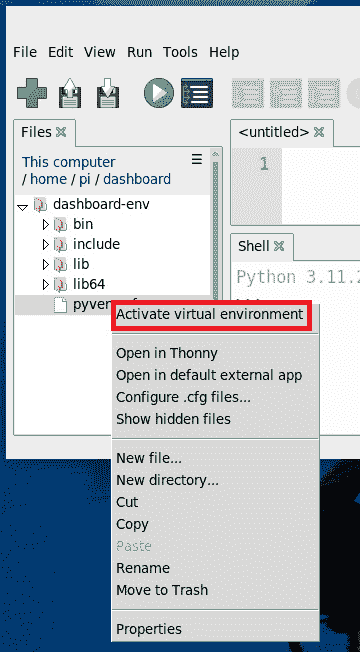 File Edit View Run Tools Help
Files
<untitled>
This computer
/ home / pi / dashboard
1
dashboard-env
bin
include
lib
lib64
Shell
Python 3.11.2
Activate virtual environment
Open in Thonny
Open in default external app
Configure .cfg files...
Show hidden files
New file...
New directory...
Cut
Copy
Paste
Rename
Move to Trash
Properties